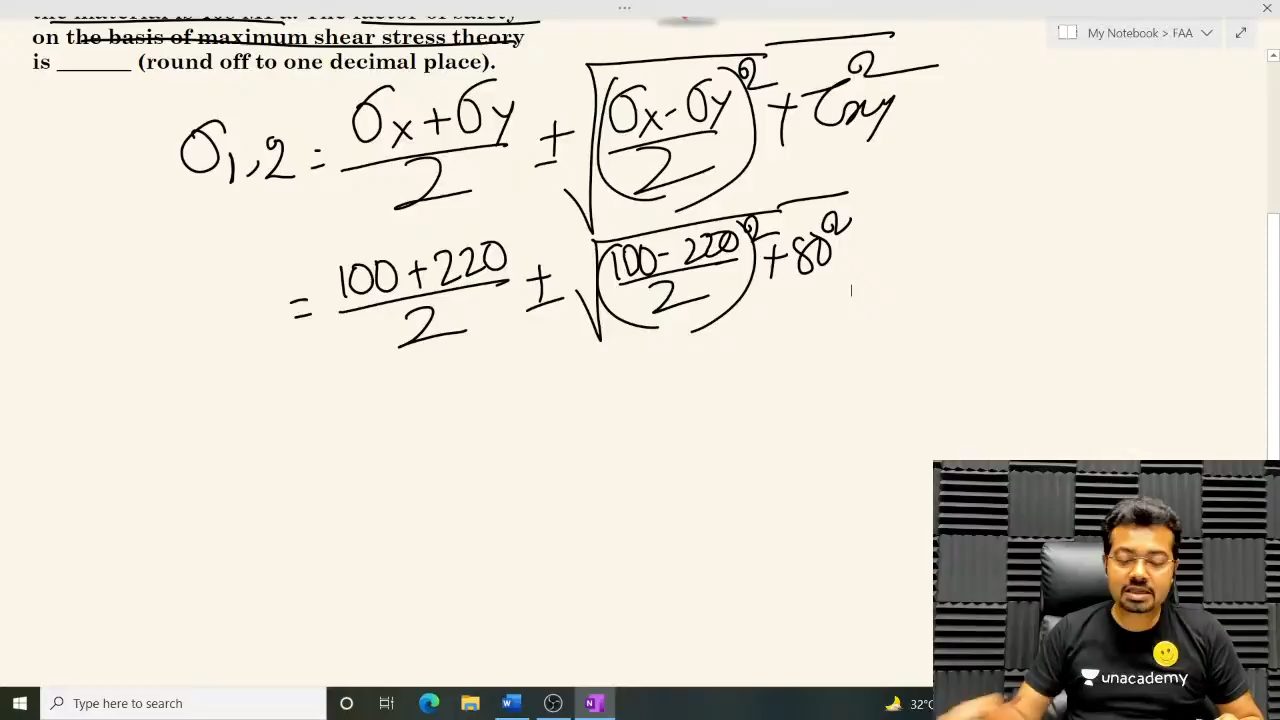 on the basis of maximum shear stress theory
is ______ (round off to one decimal place).
σ1,2 = (σx+σy)/2 ± √(((σx-σy)/2)² + τxy²)
= (100+220)/2 ± √(((100-220)/2)² + 80²)
My Notebook > FAA
unacademy
Type here to search
32°C